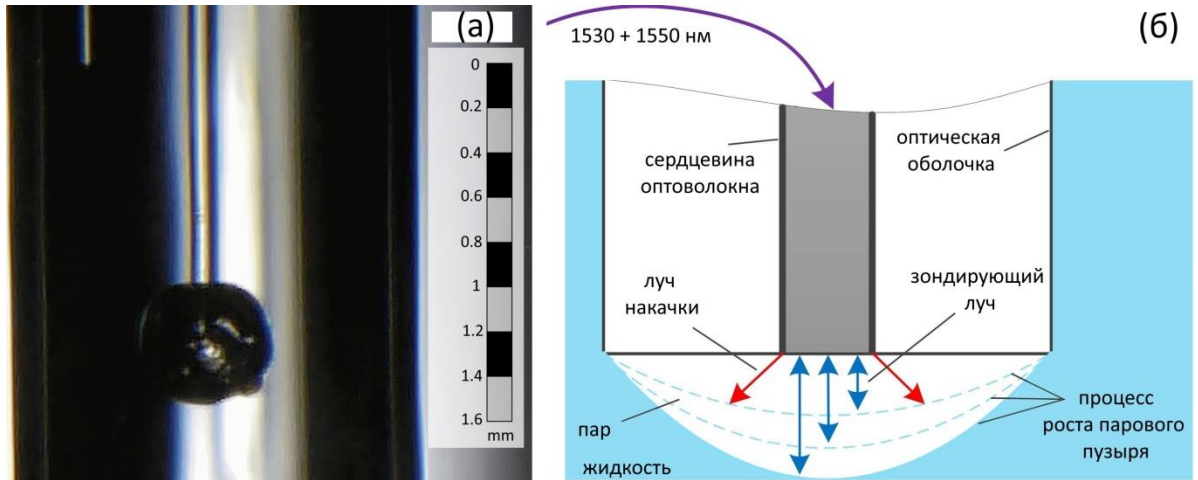 (а)
0
0.2
0.4
0.6
0.8
1
1.2
1.4
1.6
mm
(б)
1530 + 1550 нм
сердцевина
оптоволокна
оптическая
оболочка
луч
накачки
зондирующий
луч
пар
жидкость
процесс
роста парового
пузыря